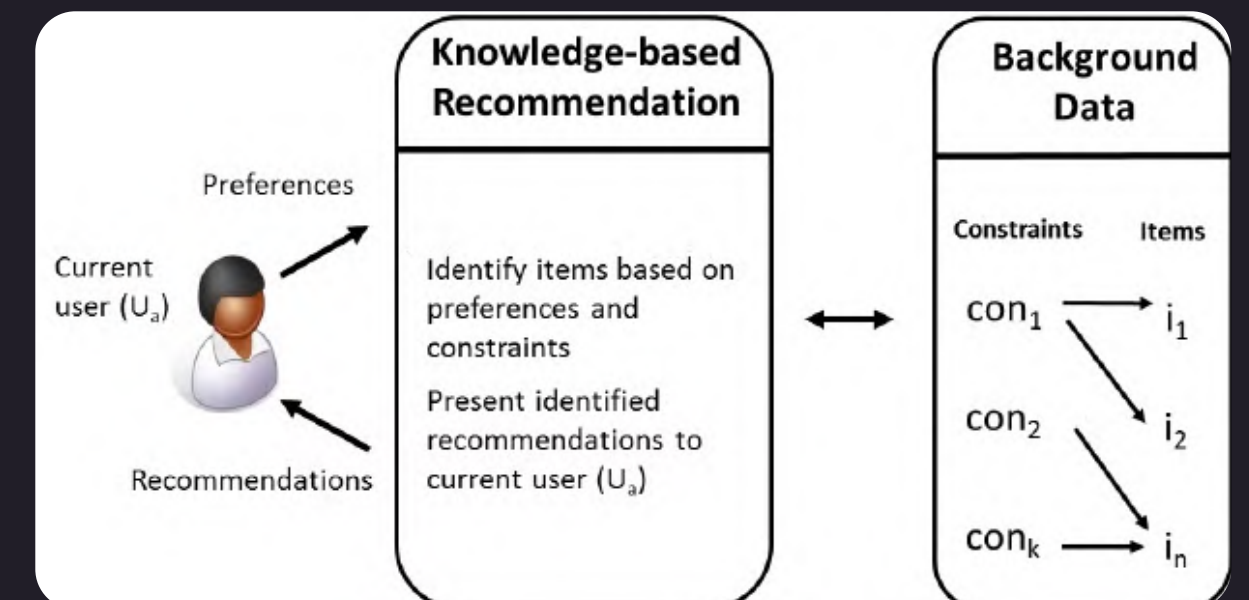 Preferences
Current
user (Uₐ)
Recommendations
Knowledge-based
Recommendation
Identify items based on
preferences and
constraints
Present identified
recommendations to
current user (Uₐ)
Background
Data
Constraints Items
con₁ i₁
con₂ i₂
conₖ iₙ